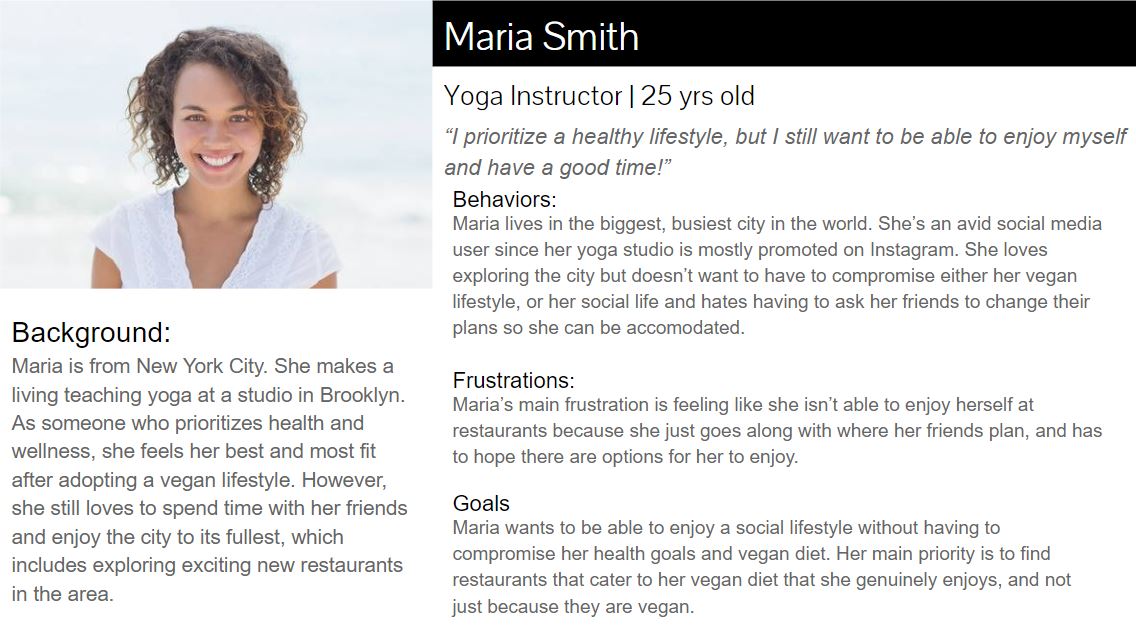 Maria Smith
Yoga Instructor | 25 yrs old
“I prioritize a healthy lifestyle, but I still want to be able to enjoy myself
and have a good time!”
Behaviors:
Maria lives in the biggest, busiest city in the world. She’s an avid social media
user since her yoga studio is mostly promoted on Instagram. She loves
exploring the city but doesn’t want to have to compromise either her vegan
lifestyle, or her social life and hates having to ask her friends to change their
plans so she can be accomodated.
Frustrations:
Maria’s main frustration is feeling like she isn’t able to enjoy herself at
restaurants because she just goes along with where her friends plan, and has
to hope there are options for her to enjoy.
Goals
Maria wants to be able to enjoy a social lifestyle without having to
compromise her health goals and vegan diet. Her main priority is to find
restaurants that cater to her vegan diet that she genuinely enjoys, and not
just because they are vegan.
Background:
Maria is from New York City. She makes a
living teaching yoga at a studio in Brooklyn.
As someone who prioritizes health and
wellness, she feels her best and most fit
after adopting a vegan lifestyle. However,
she still loves to spend time with her friends
and enjoy the city to its fullest, which
includes exploring exciting new restaurants
in the area.